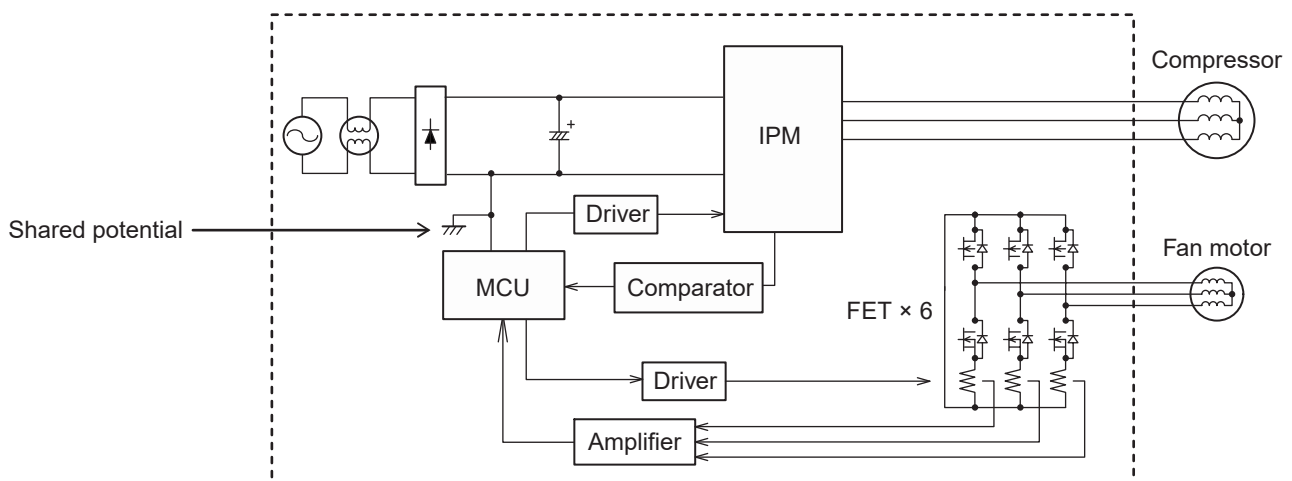 Compressor
IPM
Driver
Shared potential
Fan motor
MCU
Comparator
FET × 6
Driver
Amplifier
+